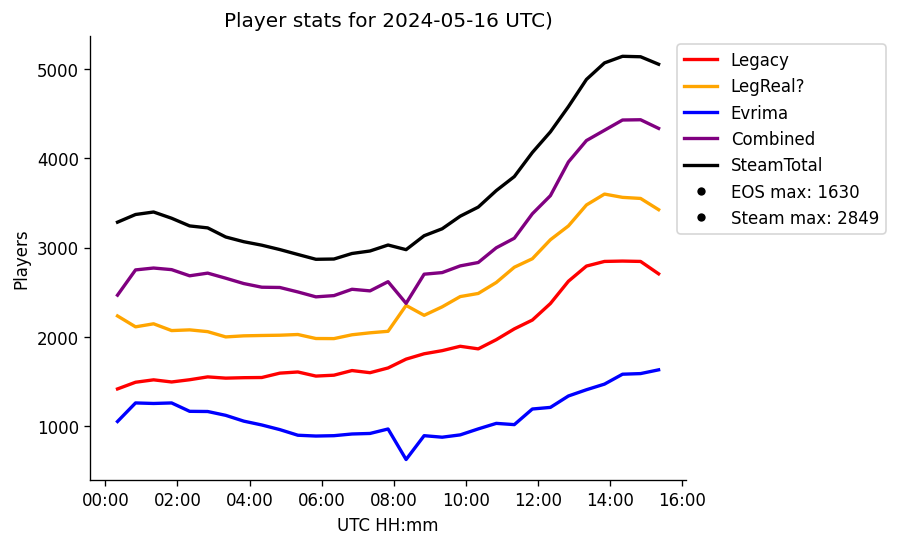 Player stats for 2024-05-16 UTC)
5000
4000
3000
2000
1000
Players
00:00 02:00 04:00 06:00 08:00 10:00 12:00 14:00 16:00
UTC HH:mm
Legacy
LegReal?
Evrima
Combined
SteamTotal
EOS max: 1630
Steam max: 2849